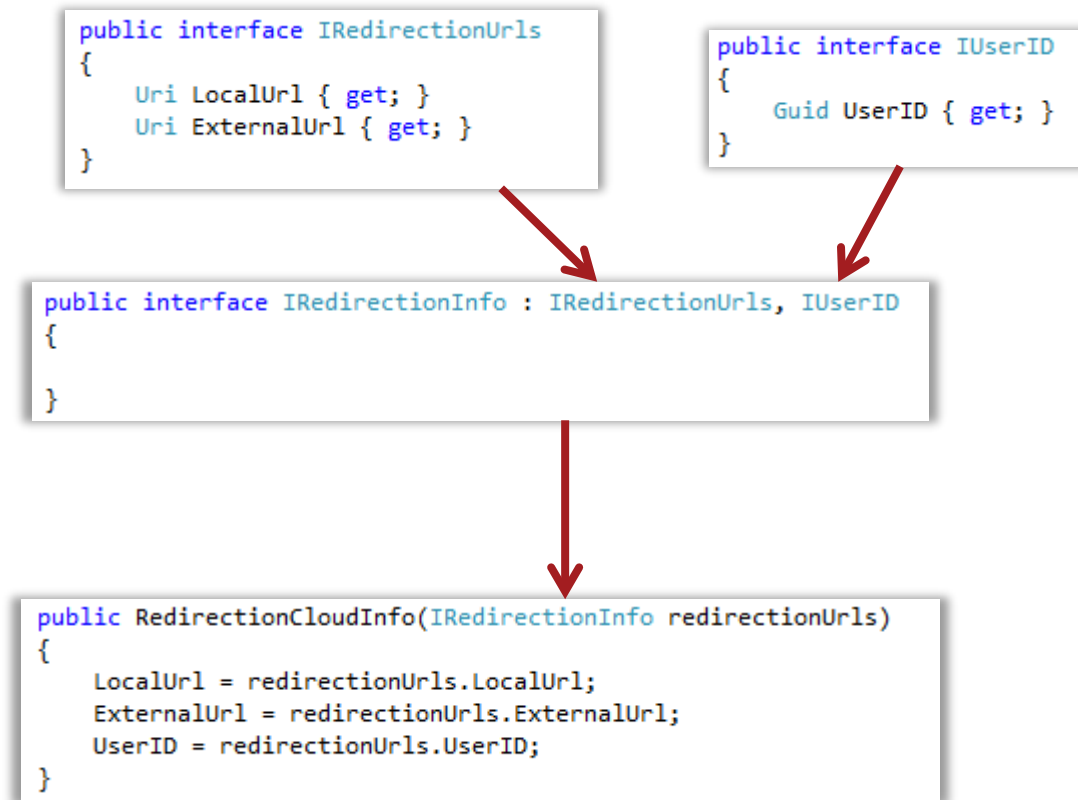 public interface IRedirectionUrls
{
    Uri LocalUrl { get; }
    Uri ExternalUrl { get; }
}
public interface IUserID
{
    Guid UserID { get; }
}
public interface IRedirectionInfo : IRedirectionUrls, IUserID
{
}
public RedirectionCloudInfo(IRedirectionInfo redirectionUrls)
{
    LocalUrl = redirectionUrls.LocalUrl;
    ExternalUrl = redirectionUrls.ExternalUrl;
    UserID = redirectionUrls.UserID;
}